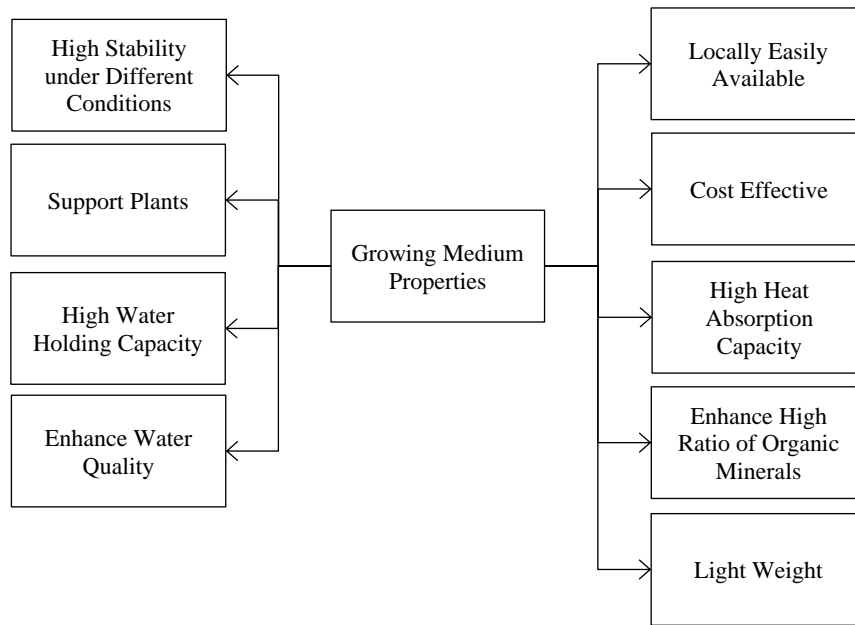 High Stability
under Different
Conditions
Support Plants
High Water
Holding Capacity
Enhance Water
Quality
Growing Medium
Properties
Locally Easily
Available
Cost Effective
High Heat
Absorption
Capacity
Enhance High
Ratio of Organic
Minerals
Light Weight